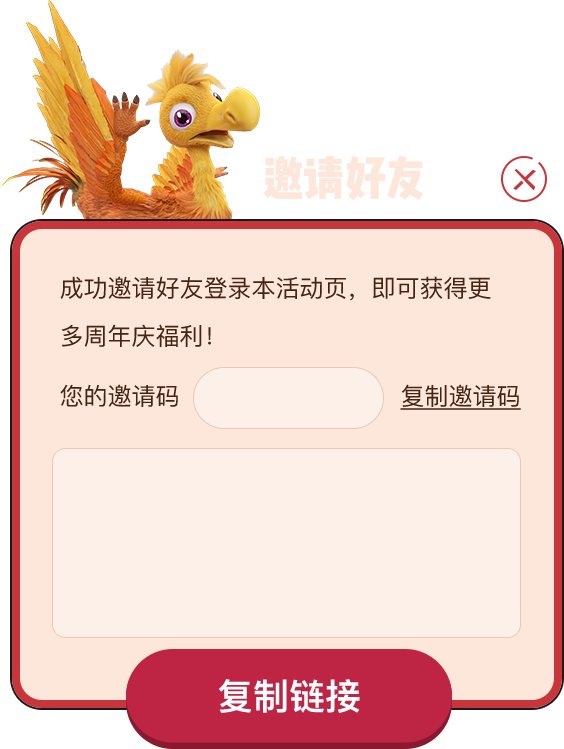 邀请好友
成功邀请好友登录本活动页，即可获得更
多周年庆福利！
您的邀请码 复制邀请码
复制链接